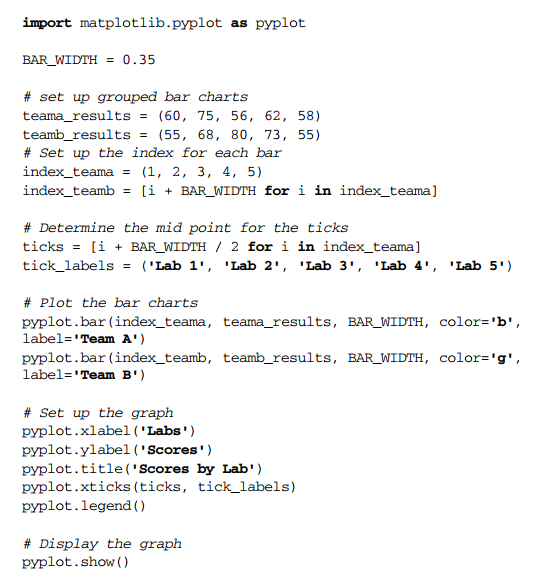 import matplotlib.pyplot as pyplot
BAR_WIDTH = 0.35
# set up grouped bar charts
teama_results = (60, 75, 56, 62, 58)
teamb_results = (55, 68, 80, 73, 55)
# Set up the index for each bar
index_teama = (1, 2, 3, 4, 5)
index_teamb = [i + BAR_WIDTH for i in index_teama]
# Determine the mid point for the ticks
ticks = [i + BAR_WIDTH / 2 for i in index_teama]
tick_labels = ('Lab 1', 'Lab 2', 'Lab 3', 'Lab 4', 'Lab 5')
# Plot the bar charts
pyplot.bar(index_teama, teama_results, BAR_WIDTH, color='b',
label='Team A')
pyplot.bar(index_teamb, teamb_results, BAR_WIDTH, color='g',
label='Team B')
# Set up the graph
pyplot.xlabel('Labs')
pyplot.ylabel('Scores')
pyplot.title('Scores by Lab')
pyplot.xticks(ticks, tick_labels)
pyplot.legend()
# Display the graph
pyplot.show()